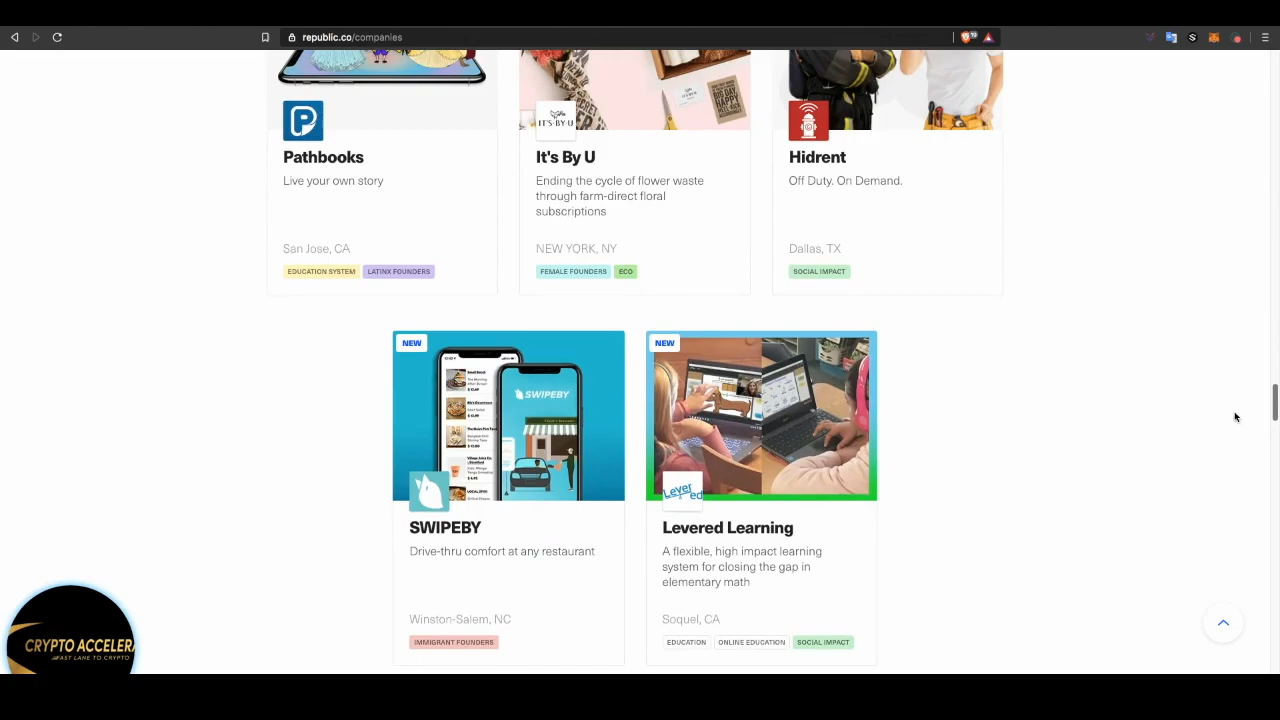 republic.co/companies
IT'S·BY·U
Pathbooks
It's By U
Hidrent
Live your own story
Ending the cycle of flower waste
through farm-direct floral
subscriptions
Off Duty. On Demand.
San Jose, CA
NEW YORK, NY
Dallas, TX
EDUCATION SYSTEM
LATINX FOUNDERS
FEMALE FOUNDERS
ECO
SOCIAL IMPACT
NEW
NEW
SWIPEBY
Levered
SWIPEBY
Levered Learning
Drive-thru comfort at any restaurant
A flexible, high impact learning
system for closing the gap in
elementary math
Winston-Salem, NC
Soquel, CA
IMMIGRANT FOUNDERS
EDUCATION
ONLINE EDUCATION
SOCIAL IMPACT
CRYPTO ACCELERA
FAST LANE TO CRYPTO